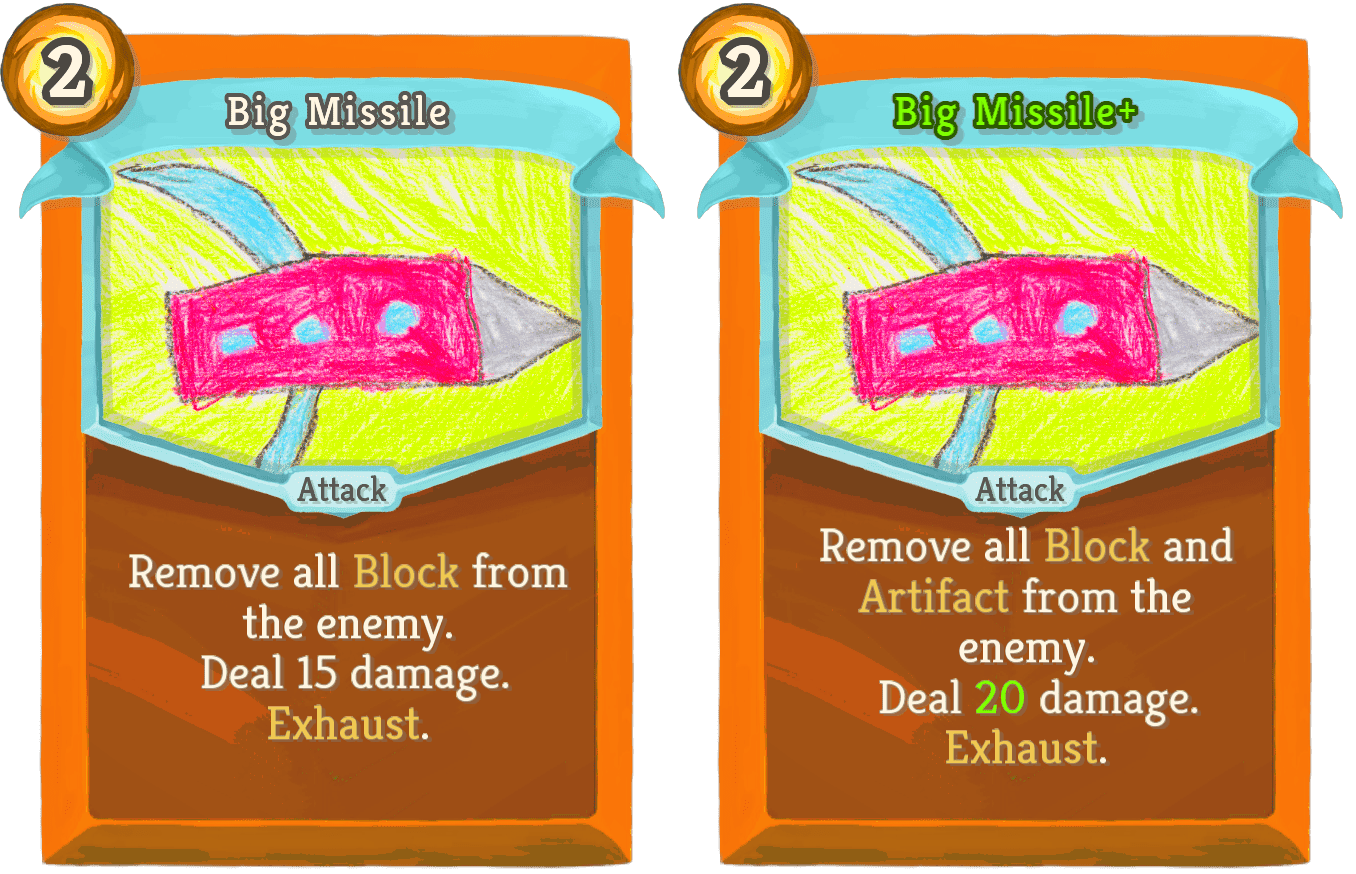 2
Big Missile
Attack
Remove all Block from
the enemy.
Deal 15 damage.
Exhaust.
2
Big Missile+
Attack
Remove all Block and
Artifact from the
enemy.
Deal 20 damage.
Exhaust.